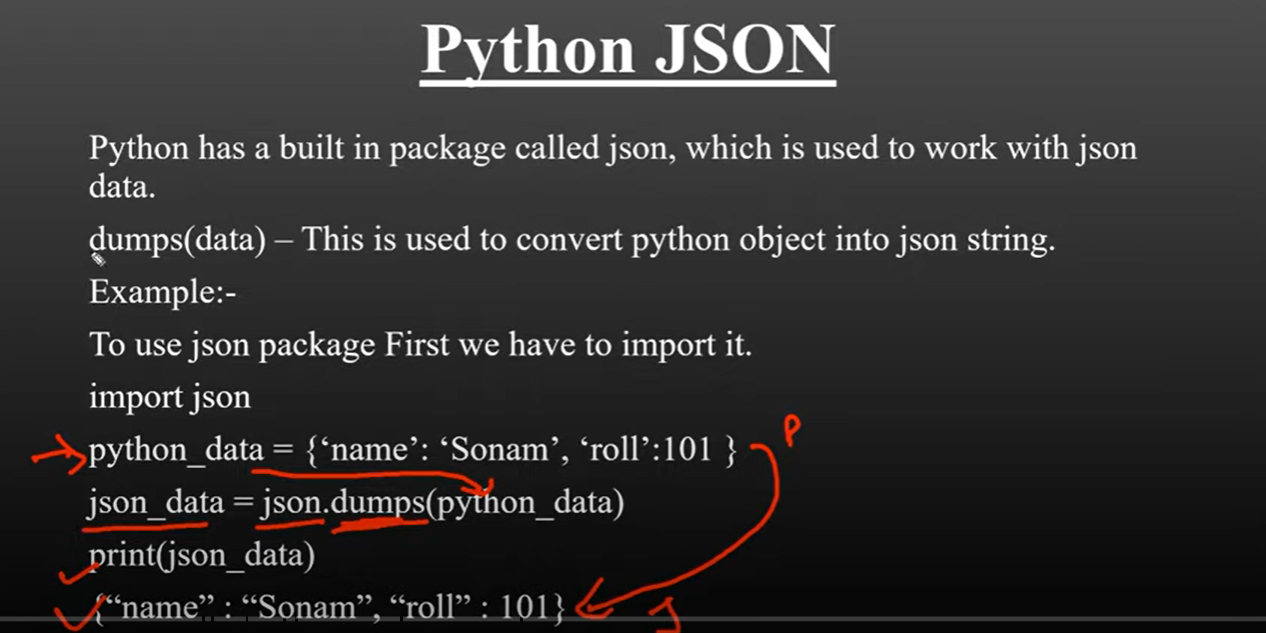 Python JSON
Python has a built in package called json, which is used to work with json
data.
dumps(data) – This is used to convert python object into json string.
Example:-
To use json package First we have to import it.
import json
python_data = {‘name’: ‘Sonam’, ‘roll’:101 }
P
json_data = json.dumps(python_data)
print(json_data)
{“name” : “Sonam”, “roll” : 101}
J